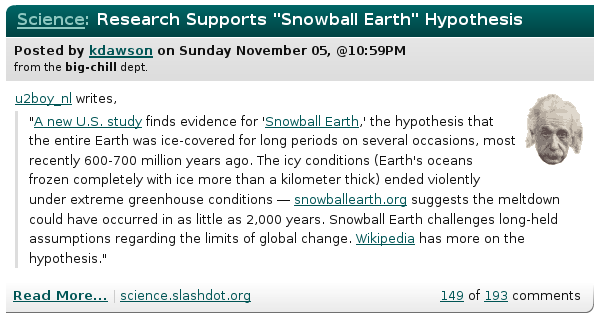 Science: Research Supports "Snowball Earth" Hypothesis
Posted by kdawson on Sunday November 05, @10:59PM
from the big-chill dept.
u2boy_nl writes,
"A new U.S. study finds evidence for 'Snowball Earth,' the hypothesis that
the entire Earth was ice-covered for long periods on several occasions, most
recently 600-700 million years ago. The icy conditions (Earth's oceans
frozen completely with ice more than a kilometer thick) ended violently
under extreme greenhouse conditions — snowballearth.org suggests the meltdown
could have occurred in as little as 2,000 years. Snowball Earth challenges long-held
assumptions regarding the limits of global change. Wikipedia has more on the
hypothesis."
Read More... | science.slashdot.org 149 of 193 comments